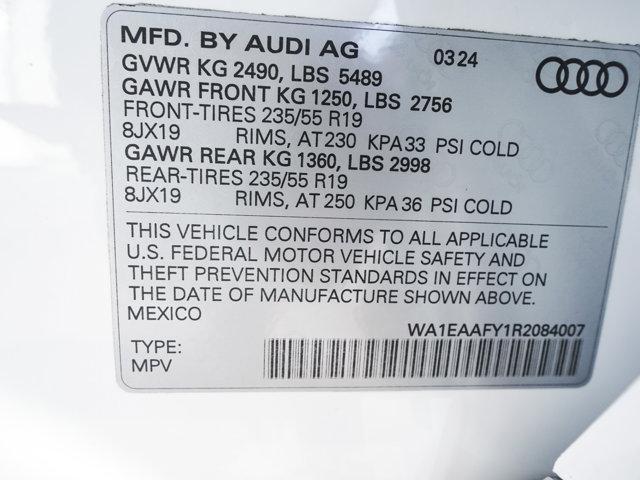 MFD. BY AUDI AG 03 24
GVWR KG 2490, LBS 5489
GAWR FRONT KG 1250, LBS 2756
FRONT-TIRES 235/55 R19
8JX19 RIMS, AT 230 KPA 33 PSI COLD
GAWR REAR KG 1360, LBS 2998
REAR-TIRES 235/55 R19
8JX19 RIMS, AT 250 KPA 36 PSI COLD
THIS VEHICLE CONFORMS TO ALL APPLICABLE
U.S. FEDERAL MOTOR VEHICLE SAFETY AND
THEFT PREVENTION STANDARDS IN EFFECT ON
THE DATE OF MANUFACTURE SHOWN ABOVE.
MEXICO
WA1EAAFY1R2084007
TYPE:
MPV